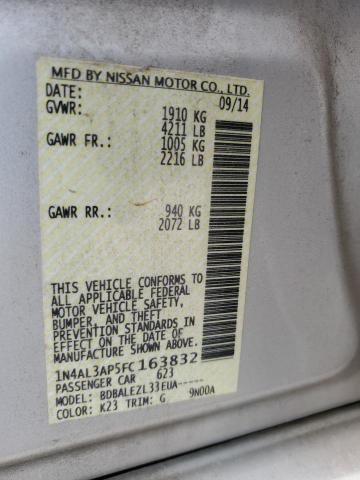 MFD BY NISSAN MOTOR CO., LTD.
DATE: 09/14
GVWR: 1910 KG
4211 LB
GAWR FR: 1005 KG
2216 LB
GAWR RR: 940 KG
2072 LB
THIS VEHICLE CONFORMS TO
ALL APPLICABLE FEDERAL
MOTOR VEHICLE SAFETY,
BUMPER, AND THEFT
PREVENTION STANDARDS IN
EFFECT ON THE DATE OF
MANUFACTURE SHOWN ABOVE.
1N4AL3AP5FC163832
PASSENGER CAR 623
MODEL: BDBALEZL33EUA-----
COLOR: K23 TRIM: G 9N00A